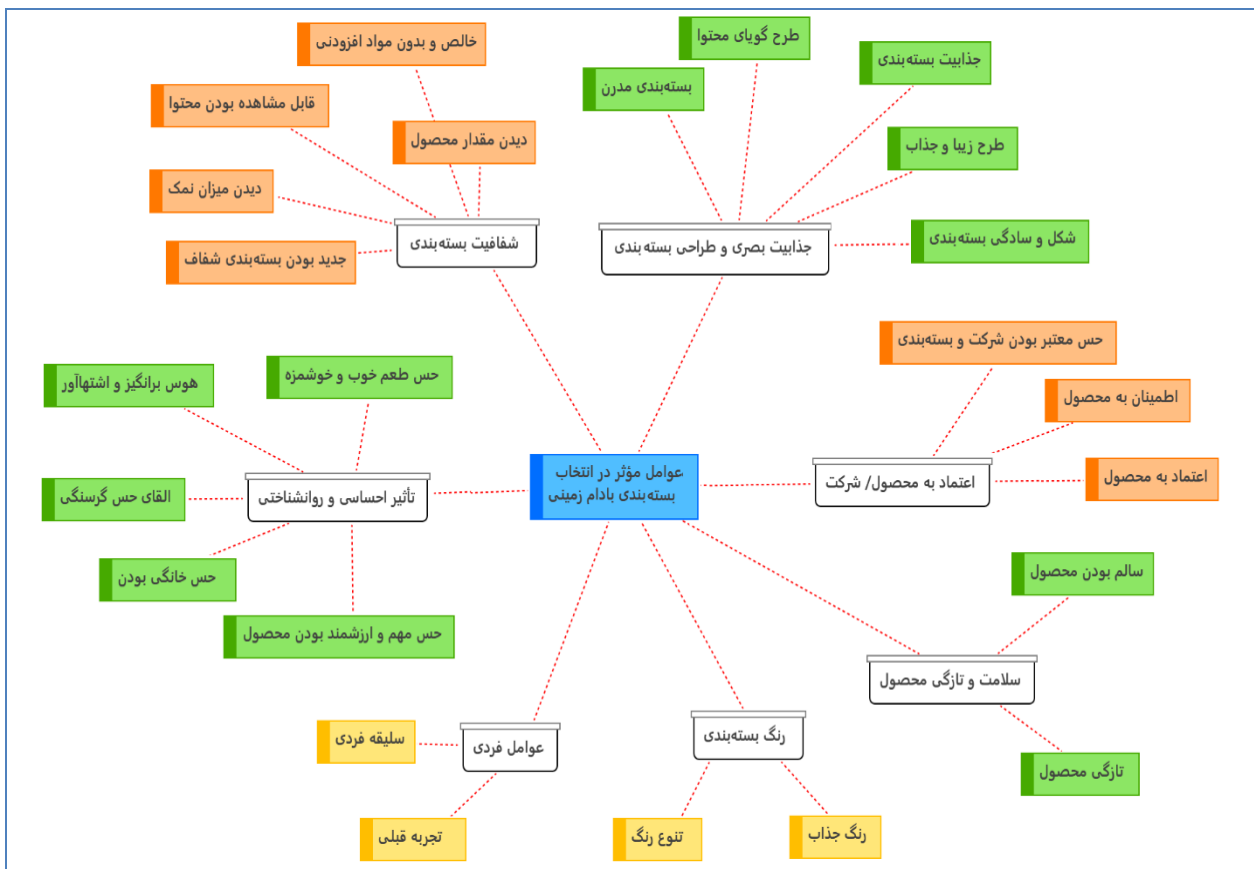 طرح گویای محتوا
خالص و بدون مواد افزودنی
جذابیت بسته‌بندی
بسته‌بندی مدرن
قابل مشاهده بودن محتوا
دیدن مقدار محصول
طرح زیبا و جذاب
دیدن میزان نمک
شکل و سادگی بسته‌بندی
جذابیت بصری و طراحی بسته‌بندی
شفافیت بسته‌بندی
جدید بودن بسته‌بندی شفاف
حس معتبر بودن شرکت و بسته‌بندی
حس طعم خوب و خوشمزه
هوس برانگیز و اشتهاآور
اطمینان به محصول
عوامل مؤثر در انتخاب
بسته‌بندی بادام زمینی
اعتماد به محصول
اعتماد به محصول/ شرکت
تأثیر احساسی و روانشناختی
القای حس گرسنگی
سالم بودن محصول
حس خانگی بودن
حس مهم و ارزشمند بودن محصول
سلامت و تازگی محصول
رنگ بسته‌بندی
عوامل فردی
سلیقه فردی
تازگی محصول
رنگ جذاب
تنوع رنگ
تجربه قبلی